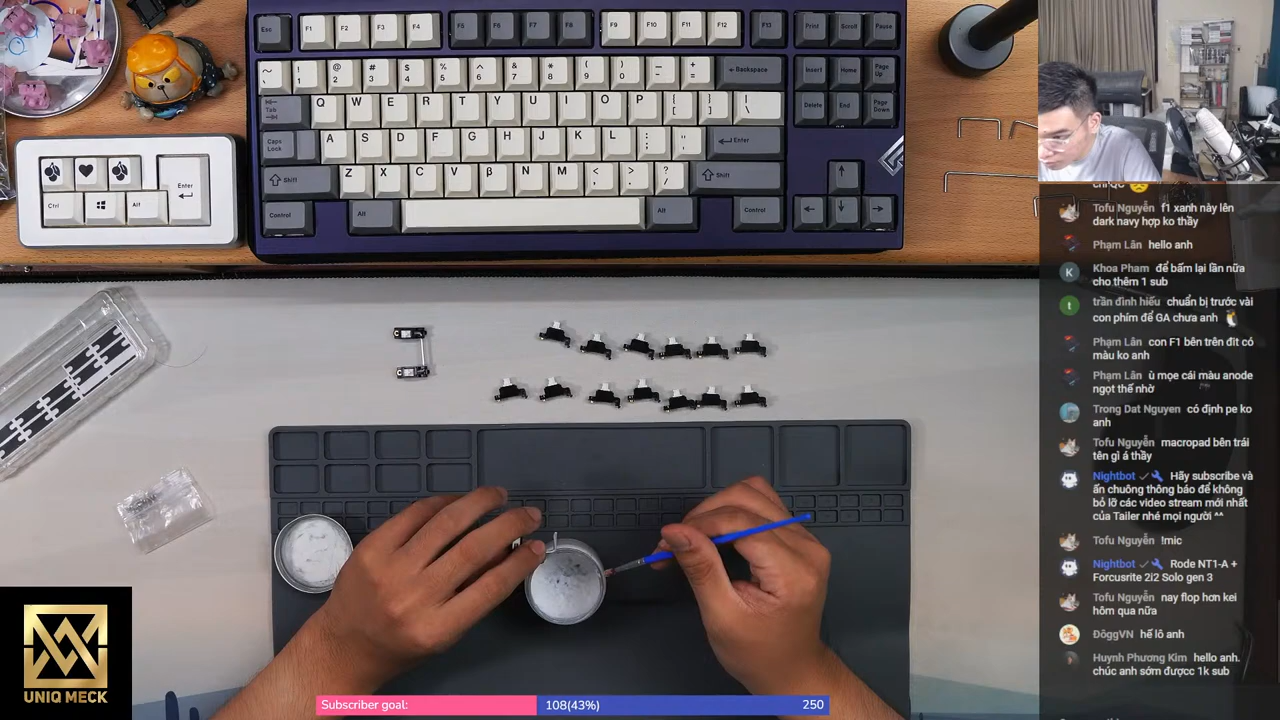 Esc F1 F2 F3 F4 F5 F6 F7 F8 F9 F10 F11 F12 F13 Print Scroll Pause
~ ! @ 2 # 3 $ 4 % 5 ^ 6 & 7 * 8 ( 9 ) 0 _ - + = Backspace Insert Home Page Up
Tab Q W E R T Y U I O P [ ] \ Delete End Page Down
Caps Lock A S D F G H J K L : ; " ' Enter
Shift Z X C V β N M < , > . ? / Shift
Control Alt Alt Control
Enter
Ctrl Alt
Tofu Nguyễn f1 xanh này lên
dark navy hợp ko thầy
Phạm Lân hello anh
K Khoa Pham để bấm lại lần nữa
cho thêm 1 sub
t trần đình hiếu chuẩn bị trước vài
con phím để GA chưa anh
Phạm Lân con F1 bên trên đit có
màu ko anh
Phạm Lân ù mọe cái màu anode
ngọt thế nhờ
Trong Dat Nguyen có định pe ko
anh
Tofu Nguyễn macropad bên trái
tên gì á thầy
Nightbot Hãy subscribe và
ấn chuông thông báo để không
bỏ lỡ các video stream mới nhất
của Tailer nhé mọi người ^^
Tofu Nguyễn !mic
Nightbot Rode NT1-A +
Forcusrite 2i2 Solo gen 3
Tofu Nguyễn nay flop hơn kei
hôm qua nữa
ĐôggVN hế lô anh
Huynh Phương Kim hello anh.
chúc anh sớm đượcc 1k sub
UNIQ MECK
Subscriber goal: 108(43%) 250